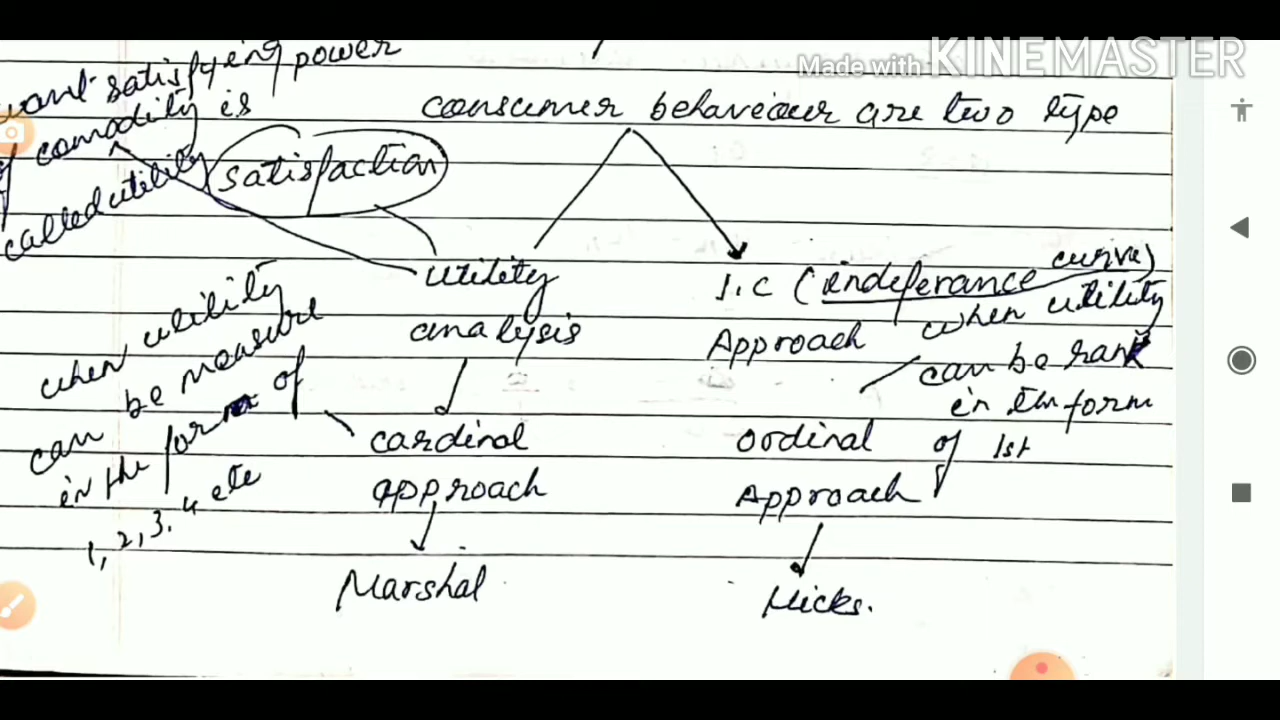 Made with KINEMASTER
want satisfying power
of comodity is
called utility
consumer behaviour are two type
satisfaction
utility
analysis
I.C (indeferance curve)
Approach
when utility
can be measure
in the form of
1, 2, 3. 4 etc
when utility
can be rank
in the form
of 1st
cardinal
approach
Marshal
ordinal
Approach
Hicks.